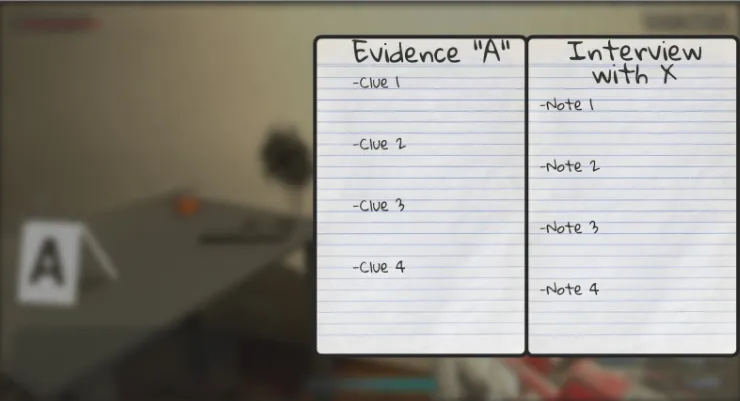 A
Evidence "A"
-Clue 1
-Clue 2
-Clue 3
-Clue 4
Interview
with X
-Note 1
-Note 2
-Note 3
-Note 4